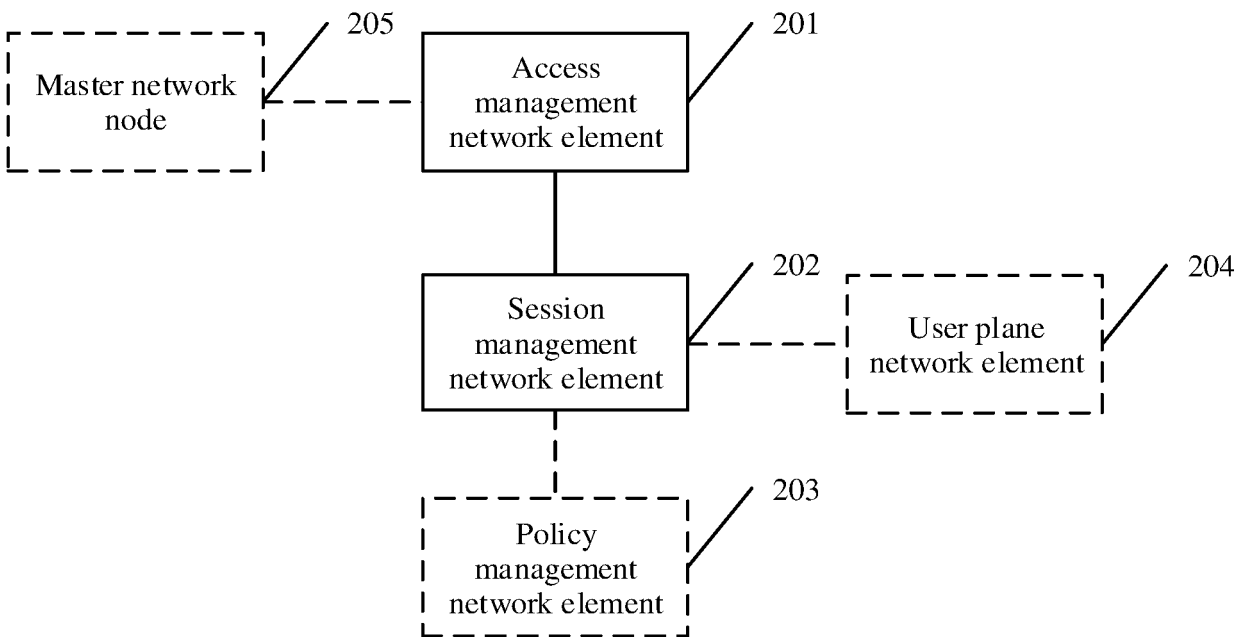 205
201
Master network
node
Access
management
network element
202
204
Session
management
network element
User plane
network element
203
Policy
management
network element